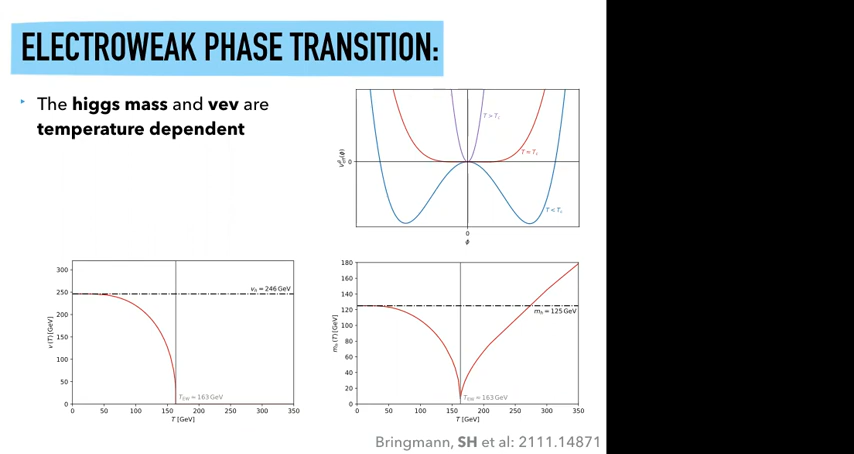 ELECTROWEAK PHASE TRANSITION:
‣ The higgs mass and vev are
temperature dependent
T > T_c
T = T_c
T < T_c
0
0
ϕ
300
250
200
150
100
50
0
v (T) [GeV]
v_h = 246 GeV
T_EW = 163 GeV
0 50 100 150 200 250 300 350
T [GeV]
180
160
140
120
100
80
60
40
20
0
m_h (T) [GeV]
m_h = 125 GeV
T_EW = 163 GeV
0 50 100 150 200 250 300 350
T [GeV]
Bringmann, SH et al: 2111.14871